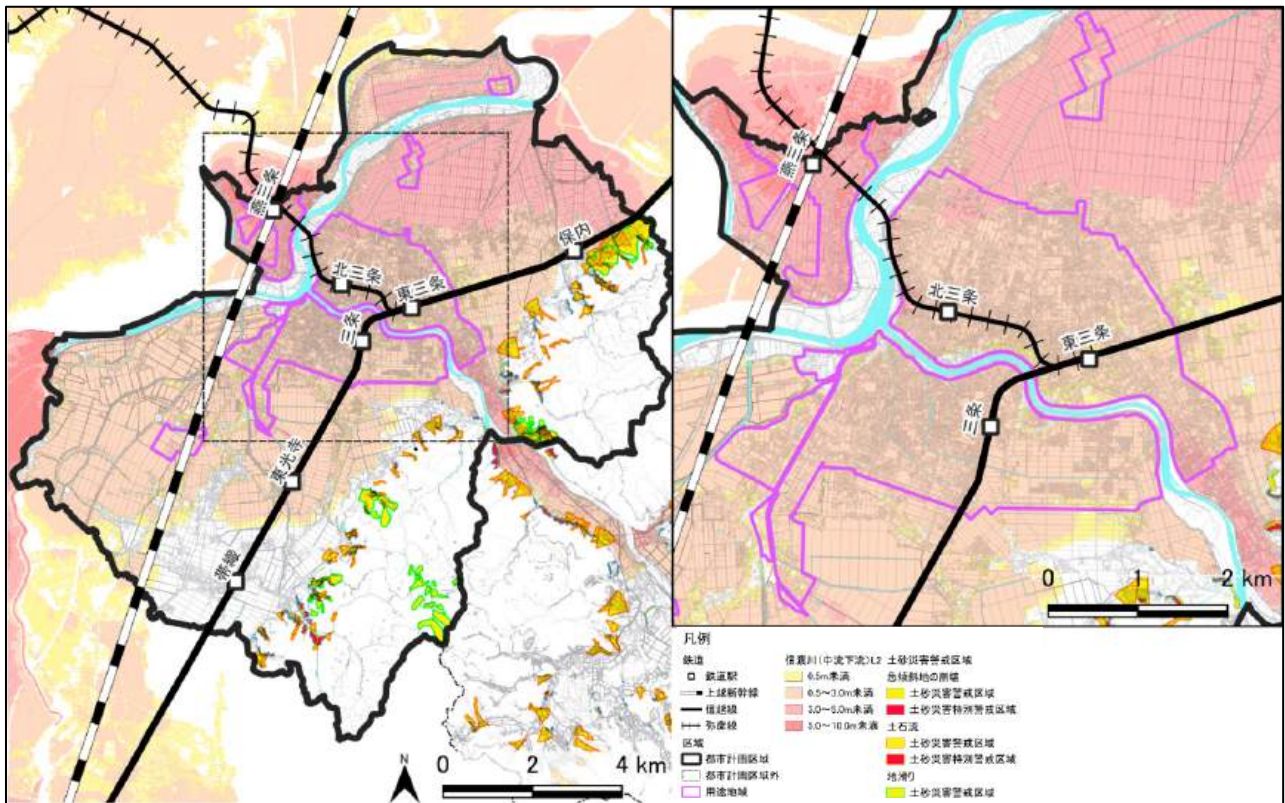 燕三条
保内
北三条
東三条
三条
東光寺
帯織
N
0 2 4 km
燕三条
北三条
東三条
三条
0 1 2 km
凡例
鉄道
鉄道駅
上越新幹線
信越線
弥彦線
区域
都市計画区域
都市計画区域外
用途地域
信濃川(中流下流)L2
0.5m未満
0.5~3.0m未満
3.0~5.0m未満
5.0~10.0m未満
土砂災害警戒区域
急傾斜地の崩壊
土砂災害警戒区域
土砂災害特別警戒区域
土石流
土砂災害警戒区域
土砂災害特別警戒区域
地滑り
土砂災害警戒区域